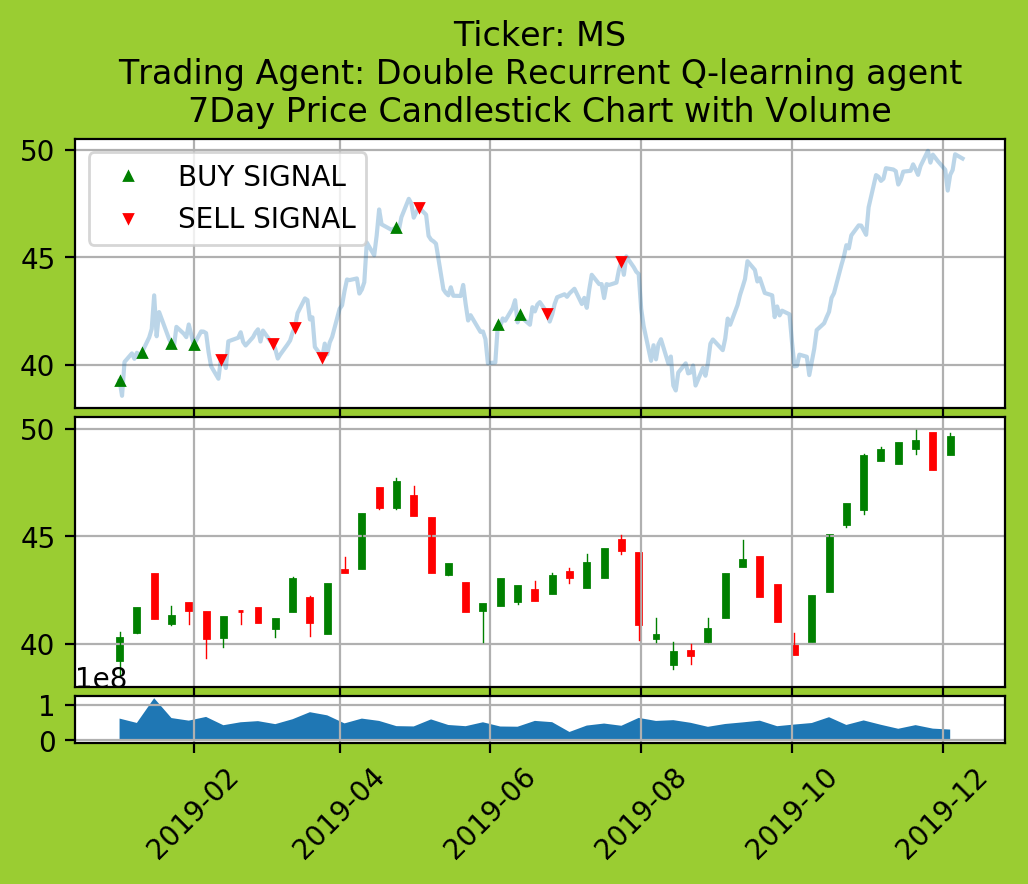 Ticker: MS
Trading Agent: Double Recurrent Q-learning agent
7Day Price Candlestick Chart with Volume
50
BUY SIGNAL
SELL SIGNAL
45
40
50
45
40
1e8
1
0
2019-02
2019-04
2019-06
2019-08
2019-10
2019-12